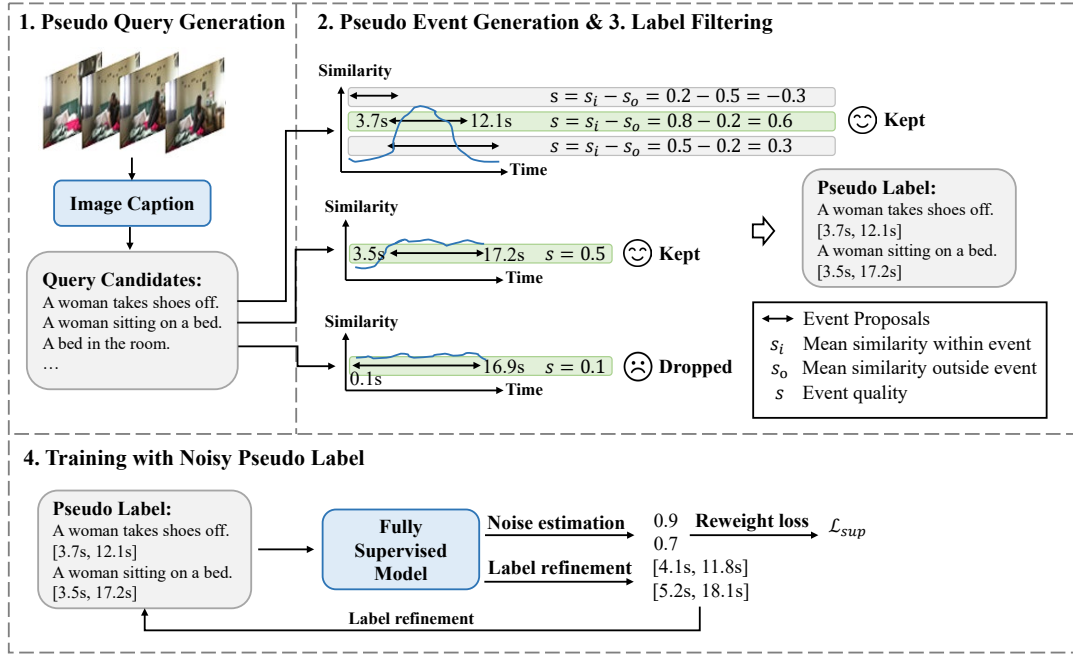 1. Pseudo Query Generation
Image Caption
Query Candidates:
A woman takes shoes off.
A woman sitting on a bed.
A bed in the room.
…
2. Pseudo Event Generation & 3. Label Filtering
Similarity
s = s_i − s_o = 0.2 − 0.5 = −0.3
3.7s 12.1s s = s_i − s_o = 0.8 − 0.2 = 0.6 Kept
s = s_i − s_o = 0.5 − 0.2 = 0.3
Time
Similarity
3.5s 17.2s s = 0.5 Kept
Time
Similarity
0.1s 16.9s s = 0.1 Dropped
Time
Pseudo Label:
A woman takes shoes off.
[3.7s, 12.1s]
A woman sitting on a bed.
[3.5s, 17.2s]
Event Proposals
s_i Mean similarity within event
s_o Mean similarity outside event
s Event quality
4. Training with Noisy Pseudo Label
Pseudo Label:
A woman takes shoes off.
[3.7s, 12.1s]
A woman sitting on a bed.
[3.5s, 17.2s]
Fully
Supervised
Model
Noise estimation
Label refinement
0.9
0.7
[4.1s, 11.8s]
[5.2s, 18.1s]
Reweight loss
ℒ_sup
Label refinement